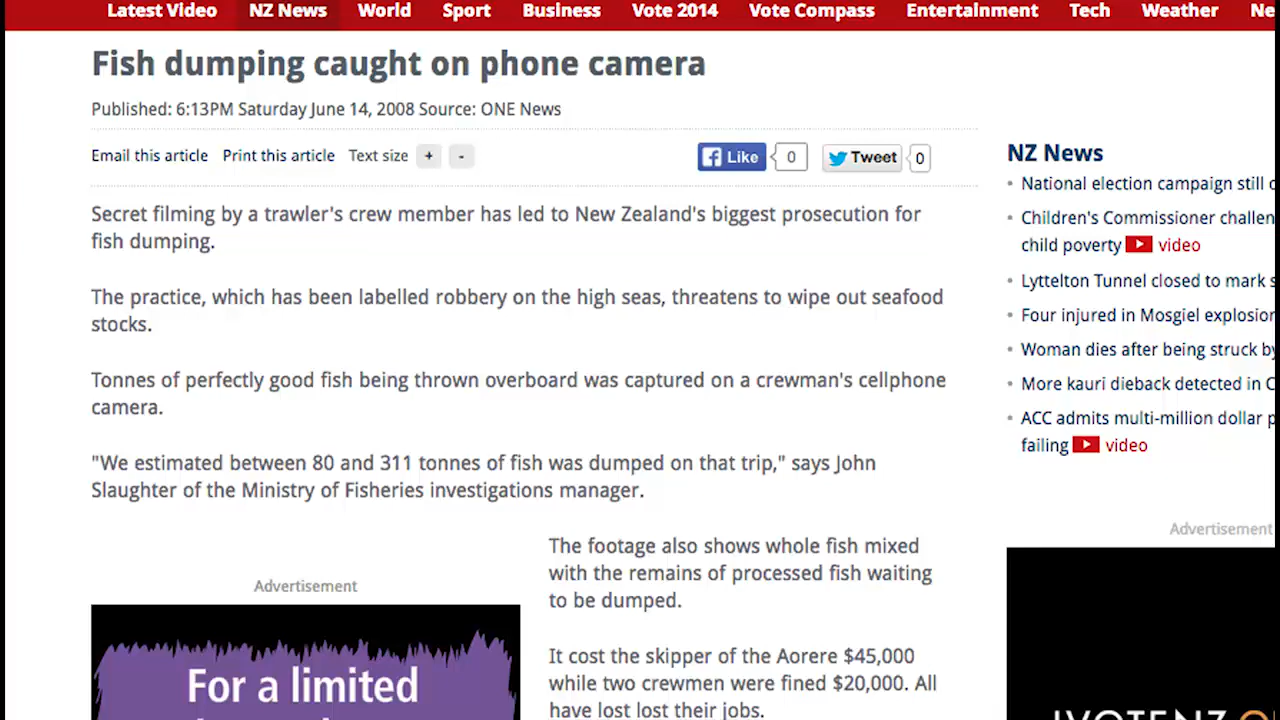 Latest Video NZ News World Sport Business Vote 2014 Vote Compass Entertainment Tech Weather Ne
Fish dumping caught on phone camera
Published: 6:13PM Saturday June 14, 2008 Source: ONE News
Email this article Print this article Text size + -
Like 0 Tweet 0
Secret filming by a trawler's crew member has led to New Zealand's biggest prosecution for
fish dumping.
The practice, which has been labelled robbery on the high seas, threatens to wipe out seafood
stocks.
Tonnes of perfectly good fish being thrown overboard was captured on a crewman's cellphone
camera.
"We estimated between 80 and 311 tonnes of fish was dumped on that trip," says John
Slaughter of the Ministry of Fisheries investigations manager.
The footage also shows whole fish mixed
with the remains of processed fish waiting
to be dumped.
It cost the skipper of the Aorere $45,000
while two crewmen were fined $20,000. All
have lost lost their jobs.
Advertisement
For a limited
NZ News
National election campaign still
Children's Commissioner challen
child poverty video
Lyttelton Tunnel closed to mark
Four injured in Mosgiel explosion
Woman dies after being struck by
More kauri dieback detected in
ACC admits multi-million dollar
failing video
Advertisement